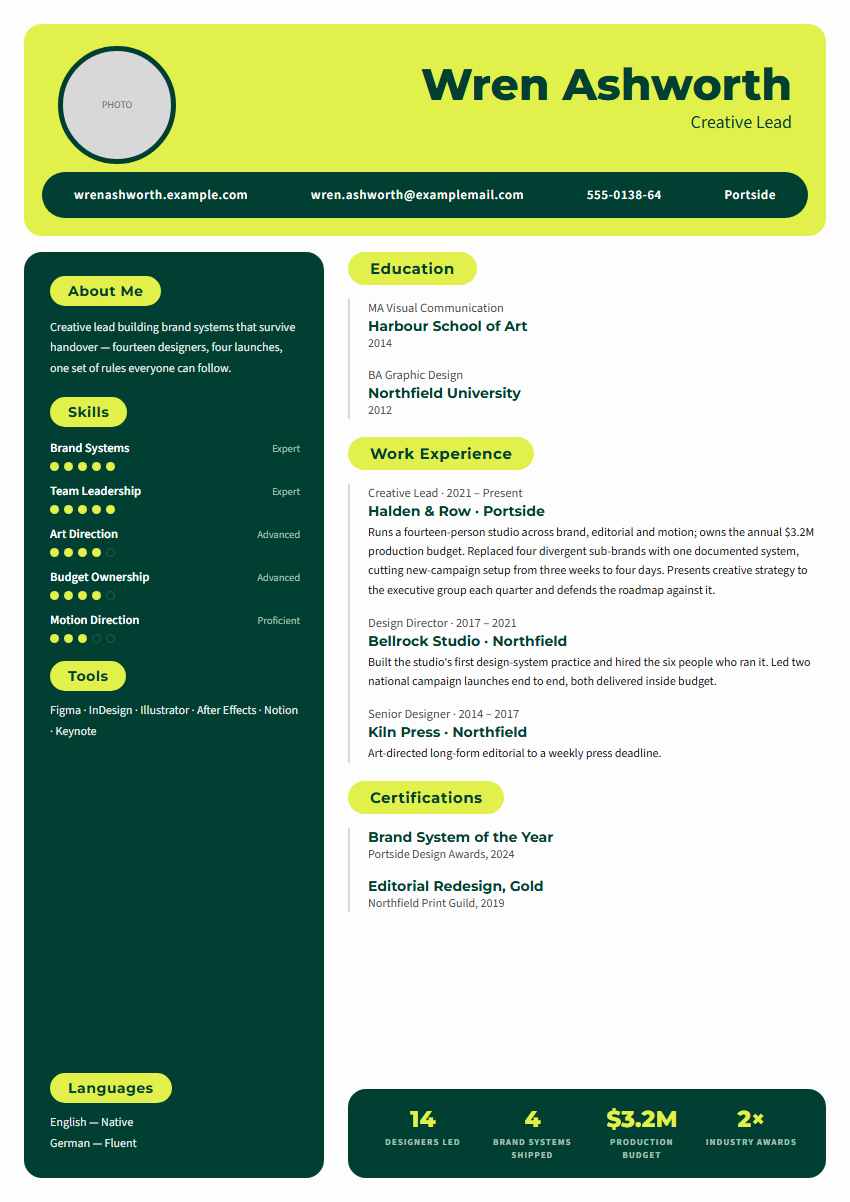 PHOTO
Wren Ashworth
Creative Lead
wrenashworth.example.com wren.ashworth@examplemail.com 555-0138-64 Portside
About Me
Creative lead building brand systems that survive
handover — fourteen designers, four launches,
one set of rules everyone can follow.
Skills
Brand Systems Expert
Team Leadership Expert
Art Direction Advanced
Budget Ownership Advanced
Motion Direction Proficient
Tools
Figma · InDesign · Illustrator · After Effects · Notion
· Keynote
Languages
English — Native
German — Fluent
Education
MA Visual Communication
Harbour School of Art
2014
BA Graphic Design
Northfield University
2012
Work Experience
Creative Lead · 2021 – Present
Halden & Row · Portside
Runs a fourteen-person studio across brand, editorial and motion; owns the annual $3.2M
production budget. Replaced four divergent sub-brands with one documented system,
cutting new-campaign setup from three weeks to four days. Presents creative strategy to
the executive group each quarter and defends the roadmap against it.
Design Director · 2017 – 2021
Bellrock Studio · Northfield
Built the studio's first design-system practice and hired the six people who ran it. Led two
national campaign launches end to end, both delivered inside budget.
Senior Designer · 2014 – 2017
Kiln Press · Northfield
Art-directed long-form editorial to a weekly press deadline.
Certifications
Brand System of the Year
Portside Design Awards, 2024
Editorial Redesign, Gold
Northfield Print Guild, 2019
14 4 $3.2M 2×
DESIGNERS LED BRAND SYSTEMS PRODUCTION INDUSTRY AWARDS
SHIPPED BUDGET